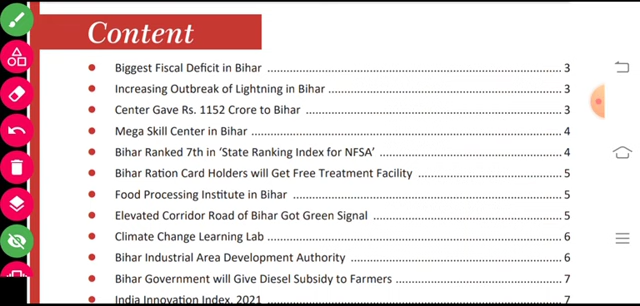 Content
• Biggest Fiscal Deficit in Bihar ........ 3
• Increasing Outbreak of Lightning in Bihar ........ 3
• Center Gave Rs. 1152 Crore to Bihar ........ 3
• Mega Skill Center in Bihar ........ 4
• Bihar Ranked 7th in ‘State Ranking Index for NFSA’ ........ 4
• Bihar Ration Card Holders will Get Free Treatment Facility ........ 5
• Food Processing Institute in Bihar ........ 5
• Elevated Corridor Road of Bihar Got Green Signal ........ 5
• Climate Change Learning Lab ........ 6
• Bihar Industrial Area Development Authority ........ 6
• Bihar Government will Give Diesel Subsidy to Farmers ........ 7
• India Innovation Index, 2021 ........ 7